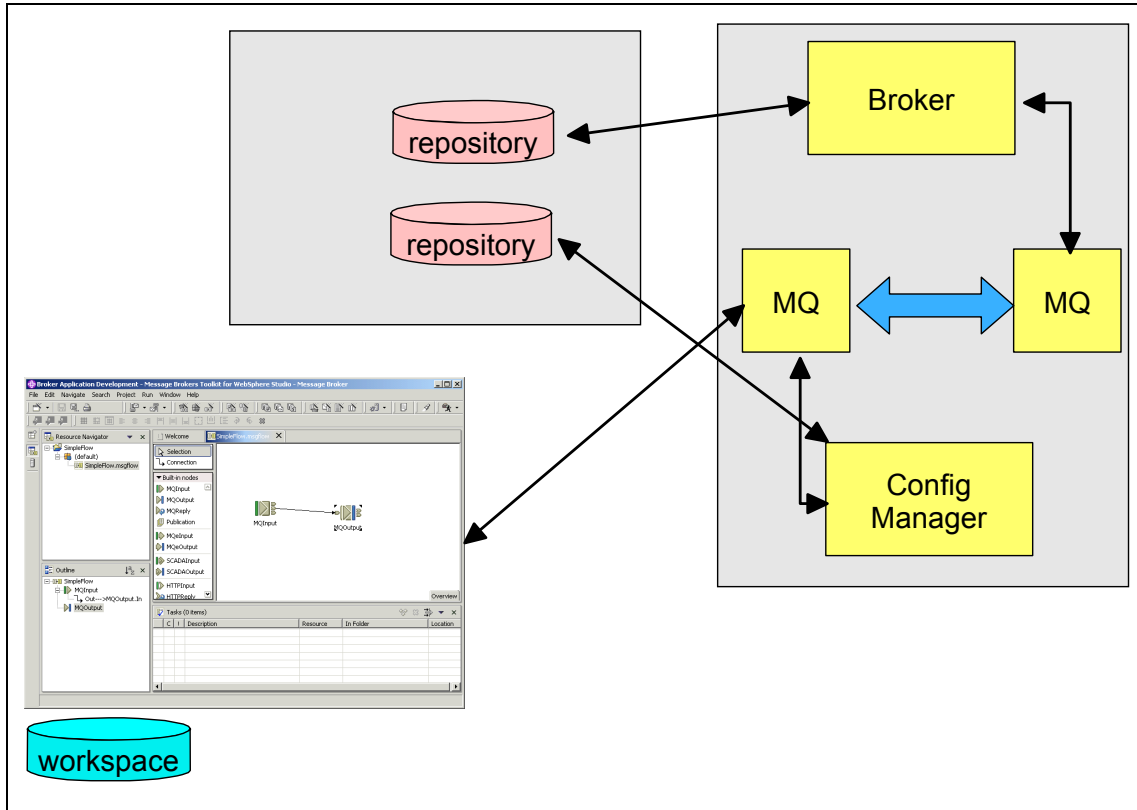 repository
repository
Broker
MQ
MQ
Config
Manager
Broker Application Development - Message Brokers Toolkit for WebSphere Studio - Message Broker
File Edit Navigate Search Project Run Window Help
Resource Navigator
SimpleFlow
(default)
SimpleFlow.msgflow
Welcome
SimpleFlow.msgflow
Selection
Connection
Built-in nodes
MQInput
MQOutput
MQReply
Publication
MQeInput
MQeOutput
SCADAInput
SCADAOutput
HTTPInput
HTTPReply
MQInput
MQOutput
Overview
Outline
SimpleFlow
MQInput
Out--->MQOutput.In
MQOutput
Tasks (0 items)
C ! Description Resource In Folder Location
workspace